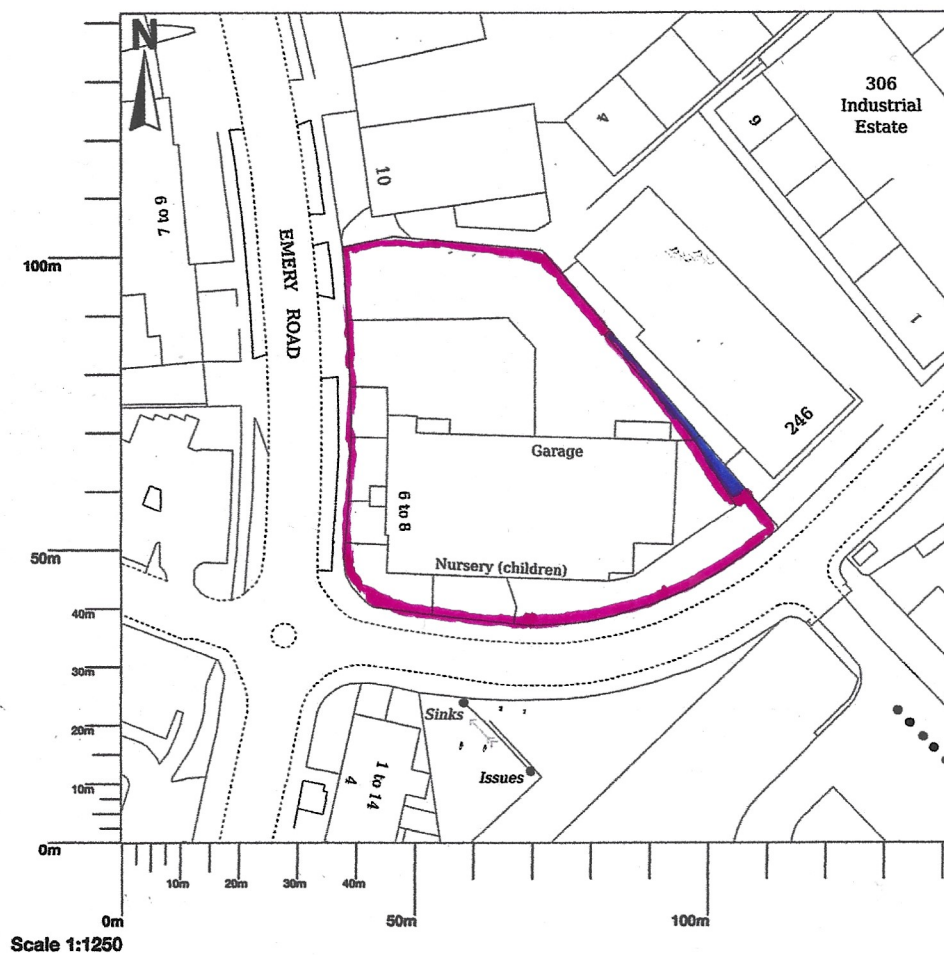 N
306
Industrial
Estate
4
9
10
6 to 7
EMERY ROAD
1
100m
246
Garage
6 to 8
50m
Nursery (children)
40m
30m
Sinks
20m
Issues
1 to 14
4
10m
0m
10m
20m
30m
40m
0m
50m
100m
Scale 1:1250